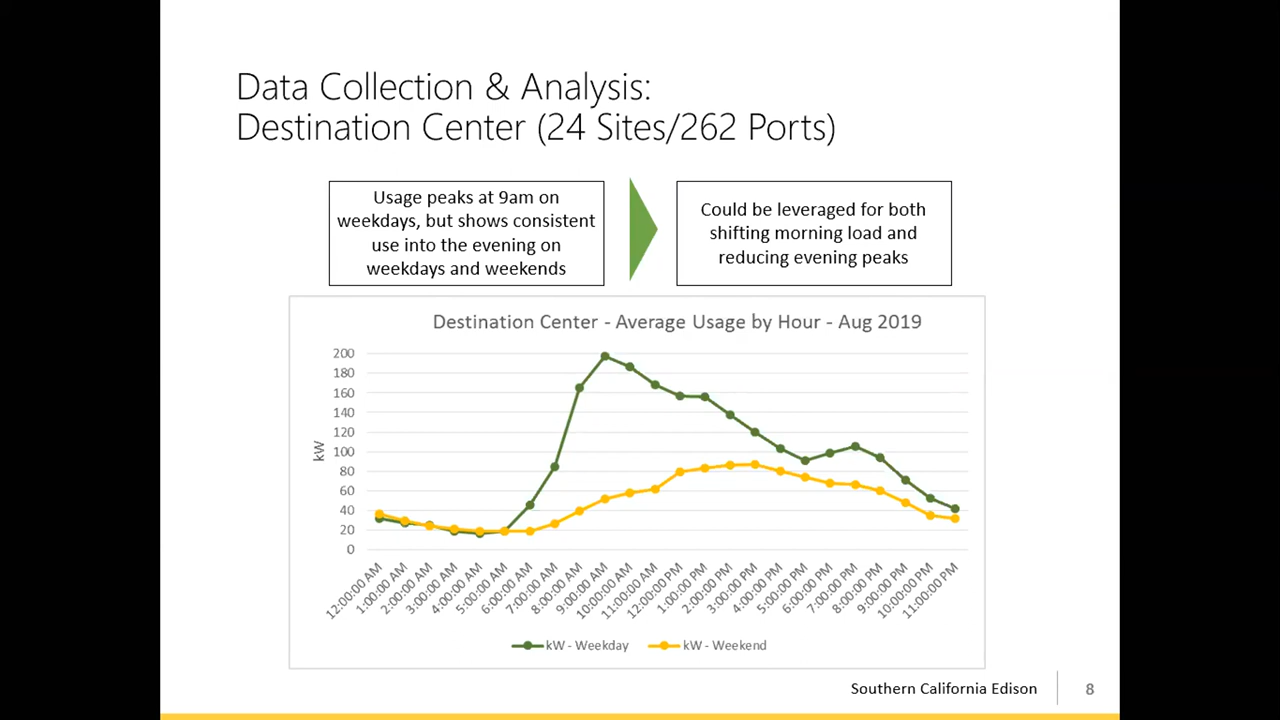 Data Collection & Analysis:
Destination Center (24 Sites/262 Ports)
Usage peaks at 9am on
weekdays, but shows consistent
use into the evening on
weekdays and weekends
Could be leveraged for both
shifting morning load and
reducing evening peaks
Destination Center - Average Usage by Hour - Aug 2019
200
180
160
140
120
100
80
60
40
20
0
kW
12:00:00 AM
1:00:00 AM
2:00:00 AM
3:00:00 AM
4:00:00 AM
5:00:00 AM
6:00:00 AM
7:00:00 AM
8:00:00 AM
9:00:00 AM
10:00:00 AM
11:00:00 AM
12:00:00 PM
1:00:00 PM
2:00:00 PM
3:00:00 PM
4:00:00 PM
5:00:00 PM
6:00:00 PM
7:00:00 PM
8:00:00 PM
9:00:00 PM
10:00:00 PM
11:00:00 PM
kW - Weekday
kW - Weekend
Southern California Edison
8